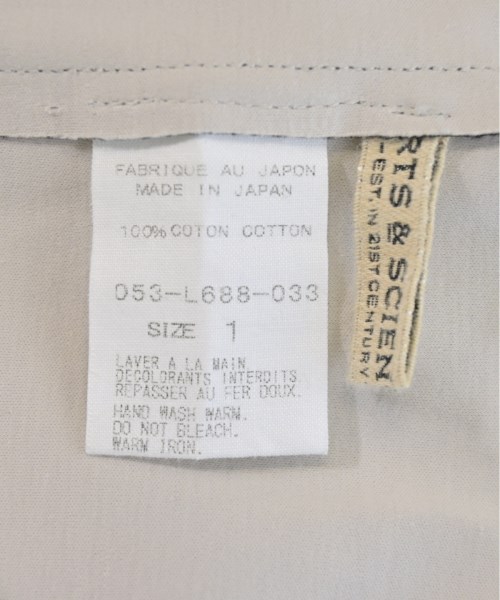 FABRIQUE AU JAPON
MADE IN JAPAN
100% COTON COTTON
053-L688-033
SIZE 1
LAVER A LA MAIN.
DECOLORANTS INTERDITS.
REPASSER AU FER DOUX.
HAND WASH WARM.
DO NOT BLEACH.
WARM IRON.
RTS & SCIEN
-EST. IN 21ST CENTURY